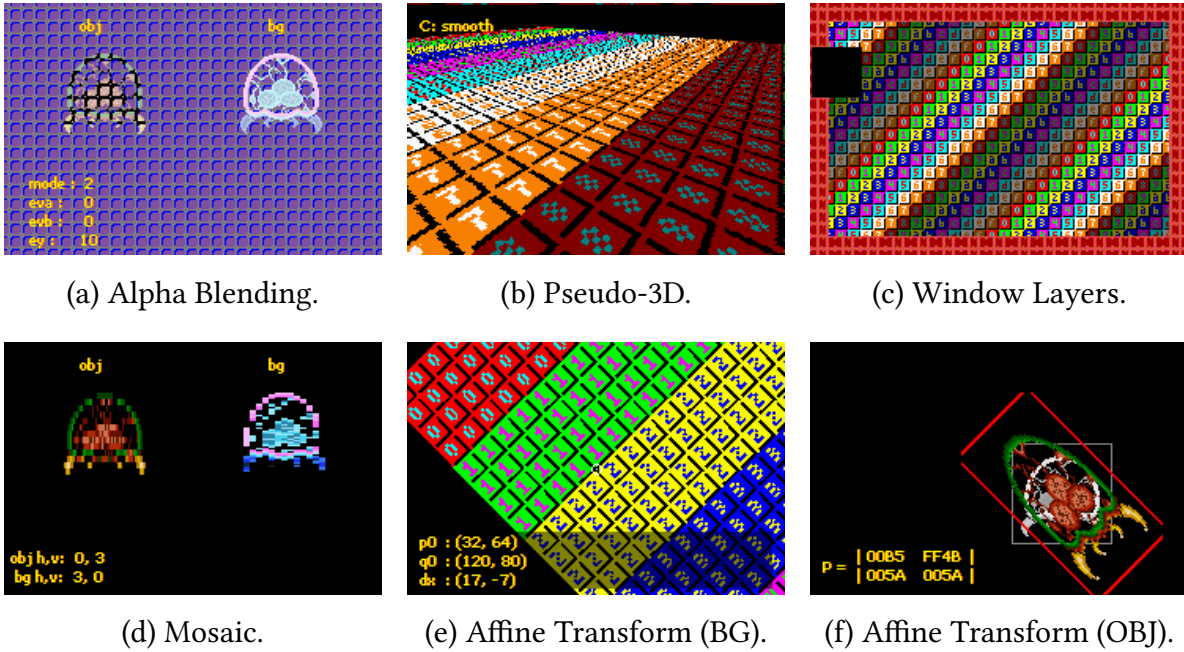 obj bg
mode : 2
eva : 0
evb : 0
ey : 10
(a) Alpha Blending.
C: smooth
(b) Pseudo-3D.
(c) Window Layers.
obj bg
obj h,v: 0, 3
bg h,v: 3, 0
(d) Mosaic.
p0 : (32, 64)
q0 : (120, 80)
dx : (17, -7)
(e) Affine Transform (BG).
P = | 00B5 FF4B |
| 005A 005A |
(f) Affine Transform (OBJ).